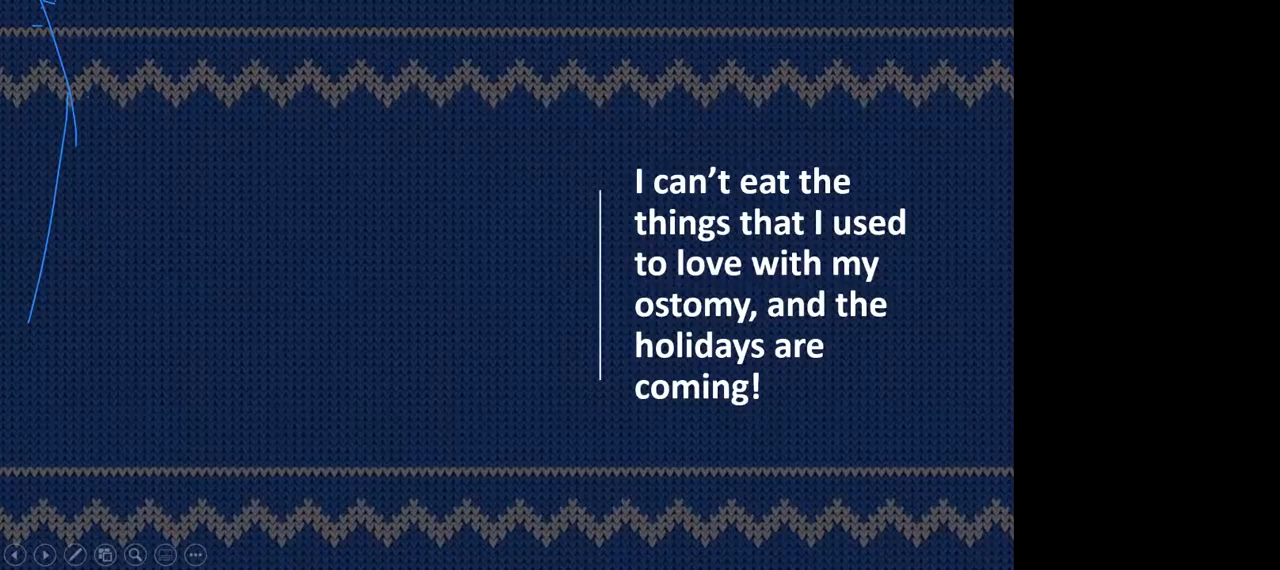 I can’t eat the
things that I used
to love with my
ostomy, and the
holidays are
coming!